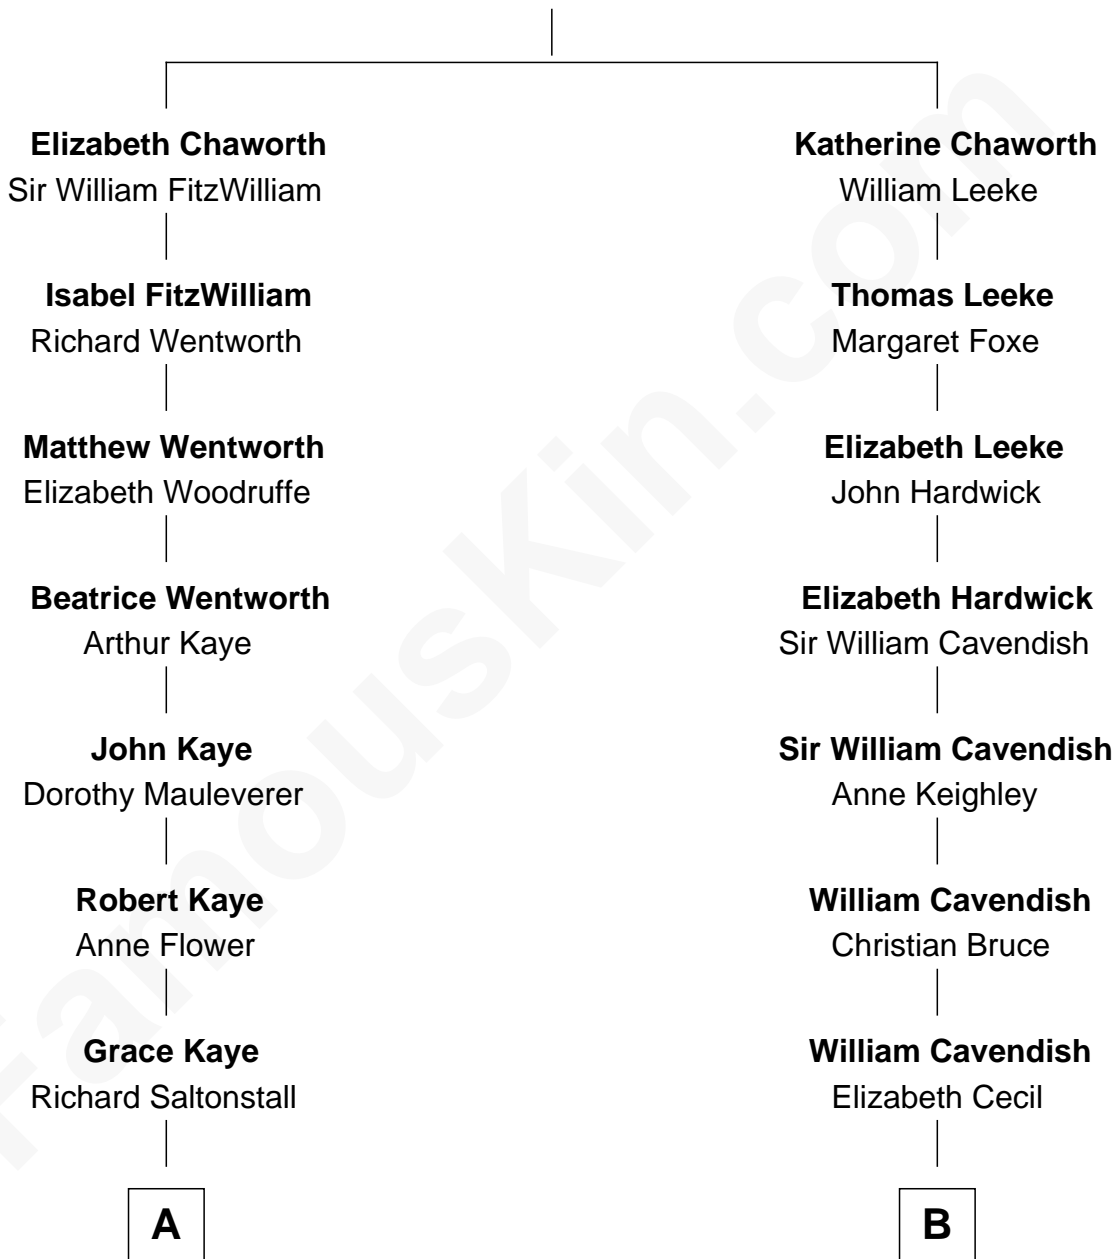 Elizabeth Chaworth
Sir William FitzWilliam
Isabel FitzWilliam
Richard Wentworth
Matthew Wentworth
Elizabeth Woodruffe
Beatrice Wentworth
Arthur Kaye
John Kaye
Dorothy Mauleverer
Robert Kaye
Anne Flower
Grace Kaye
Richard Saltonstall
A
Katherine Chaworth
William Leeke
Thomas Leeke
Margaret Foxe
Elizabeth Leeke
John Hardwick
Elizabeth Hardwick
Sir William Cavendish
Sir William Cavendish
Anne Keighley
William Cavendish
Christian Bruce
William Cavendish
Elizabeth Cecil
B
FamousKin.com